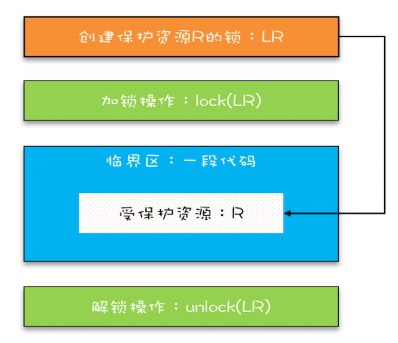 创建保护资源R的锁：LR
加锁操作：lock(LR)
临界区：一段代码
受保护资源：R
解锁操作：unlock(LR)